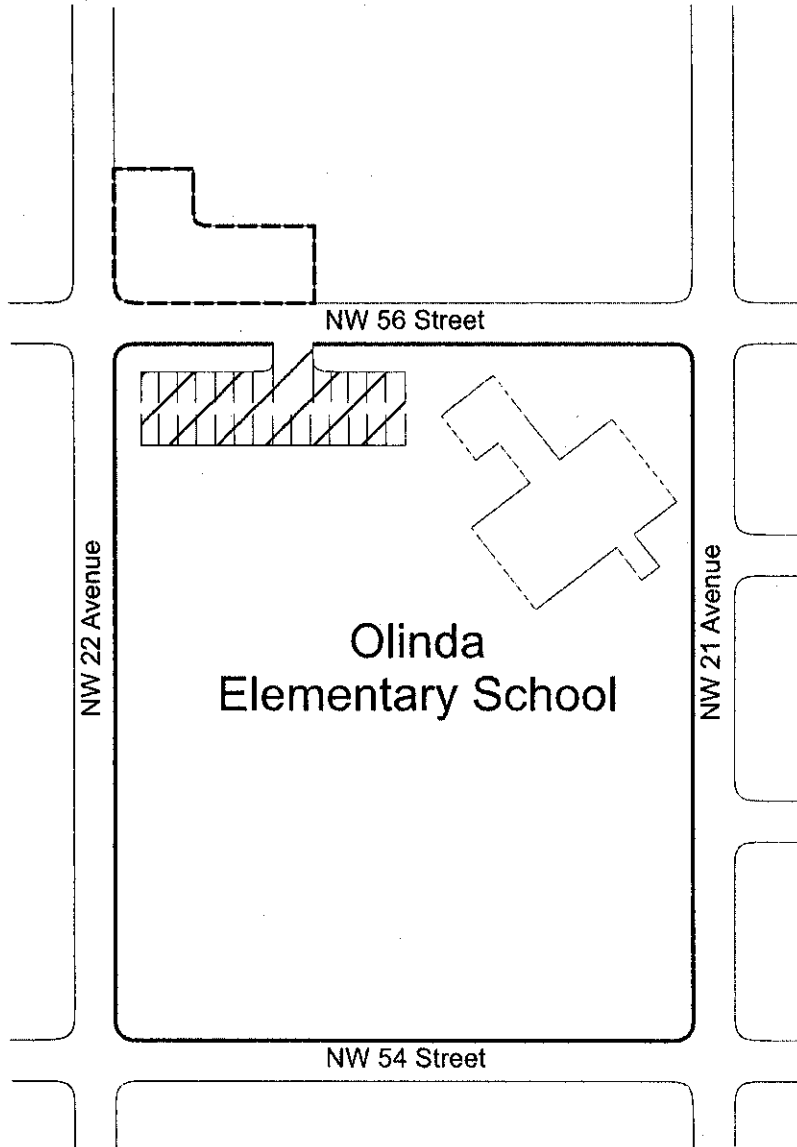 NW 56 Street
NW 22 Avenue
NW 21 Avenue
Olinda
Elementary School
NW 54 Street